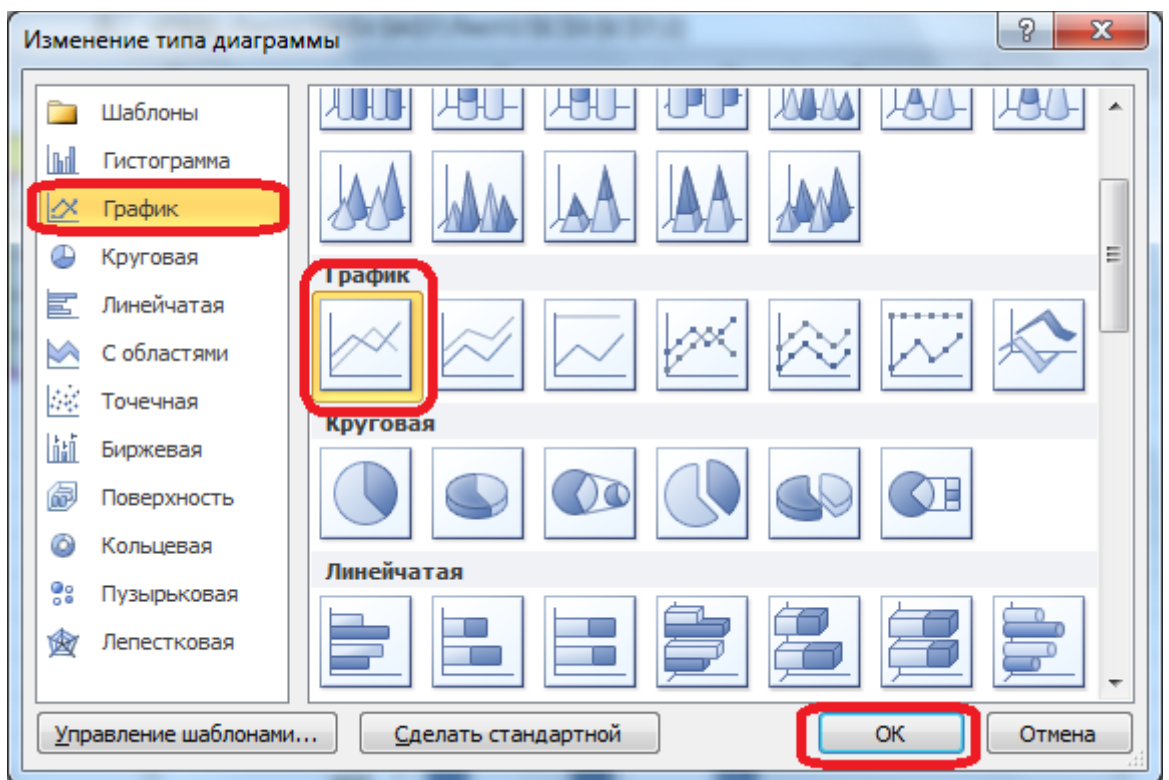 Изменение типа диаграммы
Шаблоны
Гистограмма
График
Круговая
Линейчатая
С областями
Точечная
Биржевая
Поверхность
Кольцевая
Пузырьковая
Лепестковая
График
Круговая
Линейчатая
Управление шаблонами...
Сделать стандартной
ОК
Отмена